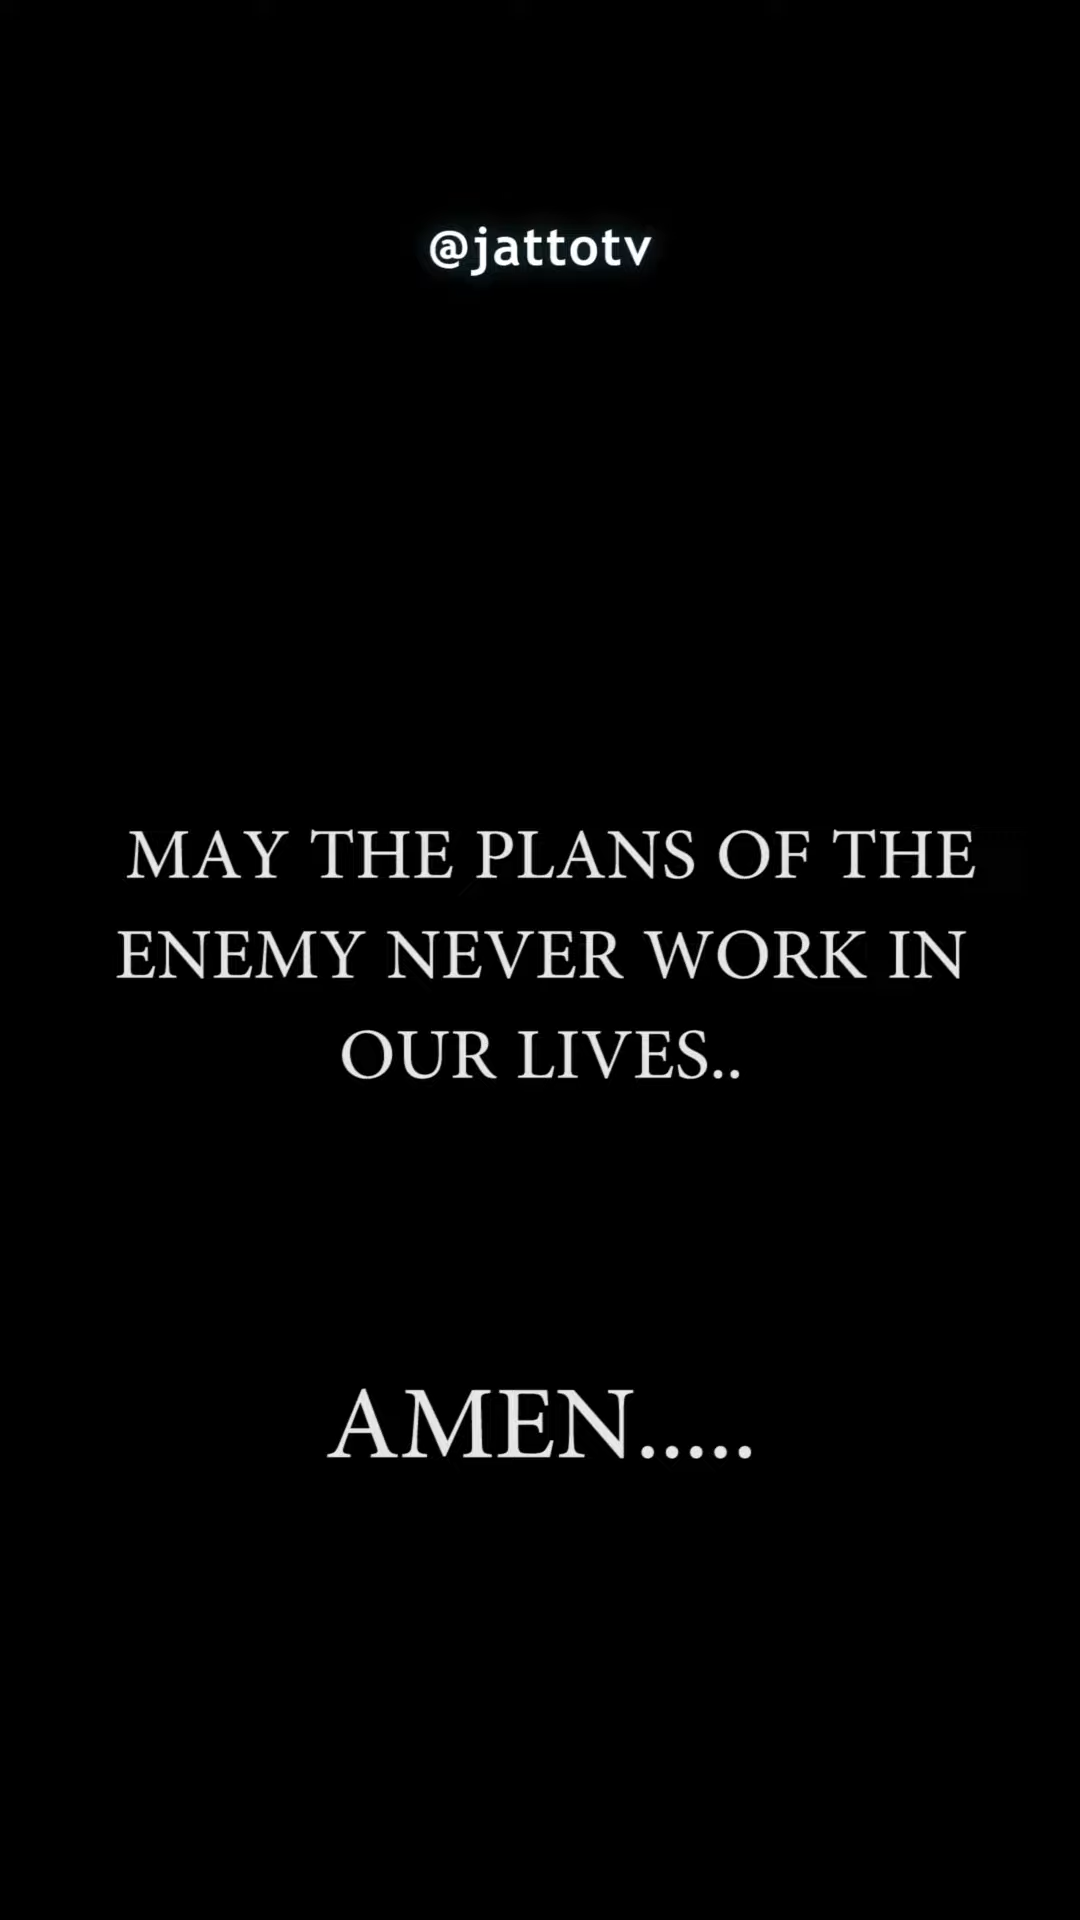 @jattotv
MAY THE PLANS OF THE
ENEMY NEVER WORK IN
OUR LIVES..
AMEN.....